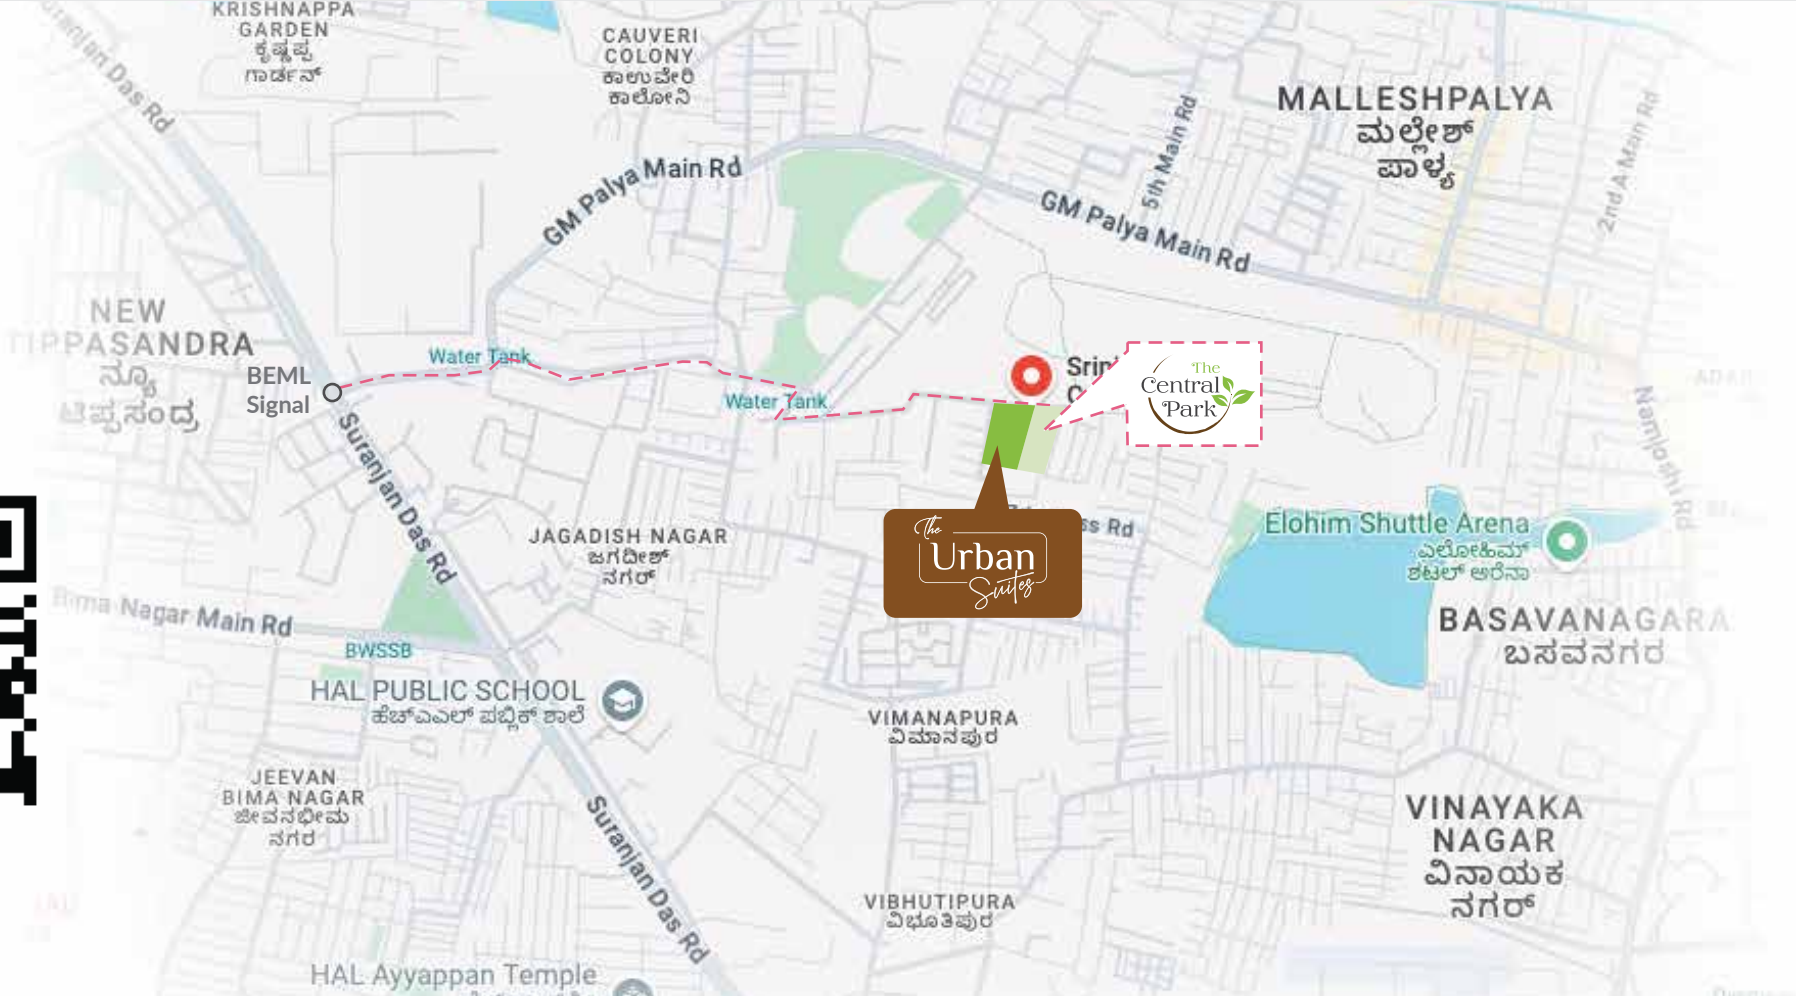 KRISHNAPPA
GARDEN
ಕೃಷ್ಣಪ್ಪ
ಗಾರ್ಡನ್
CAUVERI
COLONY
ಕಾಉವೇರಿ
ಕಾಲೋನಿ
MALLESHPALYA
ಮಲ್ಲೇಶ್
ಪಾಳ್ಯ
5th Main Rd
2nd A Main Rd
GM Palya Main Rd
GM Palya Main Rd
NEW
TIPPASANDRA
ನ್ಯೂ
ಟಿಪ್ಪಸಂದ್ರ
BEML
Signal
Water Tank
Water Tank
The
Central
Park
Suranjan Das Rd
Namjoshi Rd
The
Urban
Suites
ss Rd
Elohim Shuttle Arena
ಎಲೋಹಿಮ್
ಶಟಲ್ ಅರೆನಾ
JAGADISH NAGAR
ಜಗದೀಶ್
ನಗರ್
Bima Nagar Main Rd
BWSSB
BASAVANAGARA
ಬಸವನಗರ
HAL PUBLIC SCHOOL
ಹೆಚ್ಎಎಲ್ ಪಬ್ಲಿಕ್ ಶಾಲೆ
VIMANAPURA
ವಿಮಾನಪುರ
JEEVAN
BIMA NAGAR
ಜೀವನಭೀಮ
ನಗರ
Suranjan Das Rd
VINAYAKA
NAGAR
ವಿನಾಯಕ
ನಗರ್
VIBHUTIPURA
ವಿಭೂತಿಪುರ
HAL Ayyappan Temple